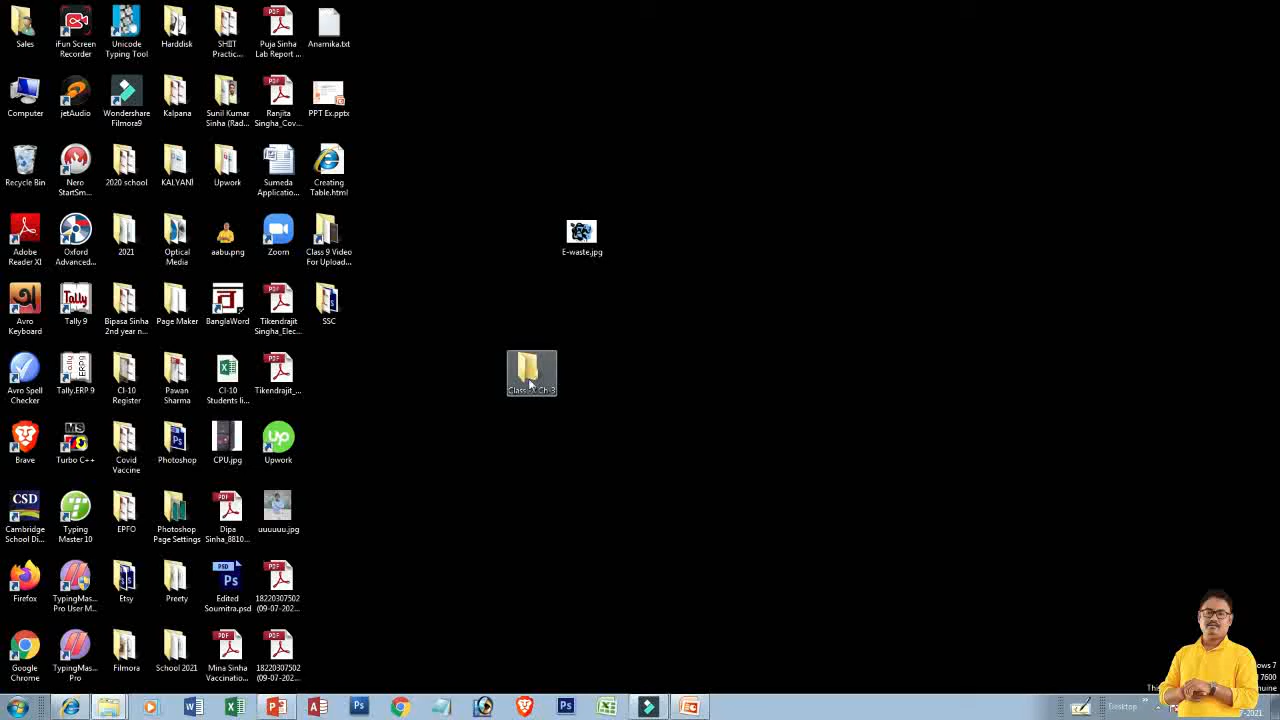 Sales
iFun Screen
Recorder
Unicode
Typing Tool
Harddisk
SHIIT
Practic...
Puja Sinha
Lab Report ...
Anamika.txt
Computer
jetAudio
Wondershare
Filmora9
Kalpana
Sunil Kumar
Sinha (Rad...
Ranjita
Singha_Cov...
PPT Ex.pptx
Recycle Bin
Nero
StartSm...
2020 school
KALYANI
Upwork
Sumeda
Applicatio...
Creating
Table.html
Adobe
Reader XI
Oxford
Advanced...
2021
Optical
Media
aabu.png
Zoom
Class 9 Video
For Upload...
E-waste.jpg
Avro
Keyboard
Tally 9
Bipasa Sinha
2nd year n...
Page Maker
BanglaWord
Tikendrajit
Singha_Elec...
SSC
Avro Spell
Checker
Tally.ERP 9
Cl-10
Register
Pawan
Sharma
Cl-10
Students li...
Tikendrajit_...
Brave
Turbo C++
Covid
Vaccine
Photoshop
CPU.jpg
Upwork
Cambridge
School Di...
Typing
Master 10
EPFO
Photoshop
Page Settings
Dipa
Sinha_8810...
uuuuuu.jpg
Firefox
TypingMas...
Pro User M...
Etsy
Preety
Edited
Soumitra.psd
18220307502
(09-07-202...
Google
Chrome
TypingMas...
Pro
Filmora
School 2021
Mina Sinha
Vaccinatio...
18220307502
(09-07-202...
Desktop